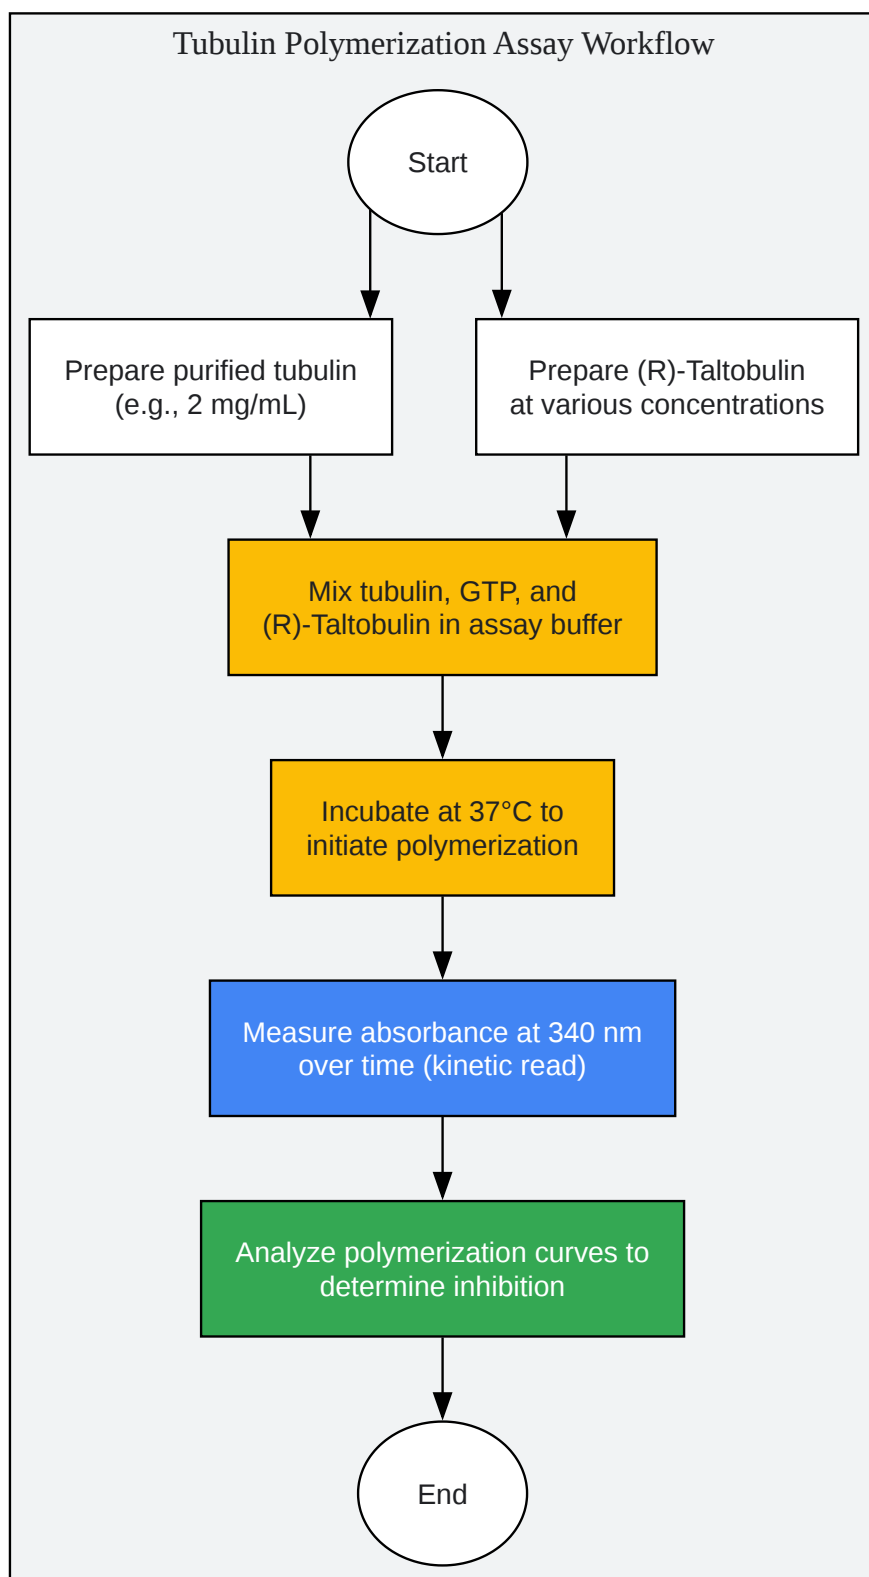 Tubulin Polymerization Assay Workflow
Start
Prepare purified tubulin
(e.g., 2 mg/mL)
Prepare (R)-Taltobulin
at various concentrations
Mix tubulin, GTP, and
(R)-Taltobulin in assay buffer
Incubate at 37°C to
initiate polymerization
Measure absorbance at 340 nm
over time (kinetic read)
Analyze polymerization curves to
determine inhibition
End